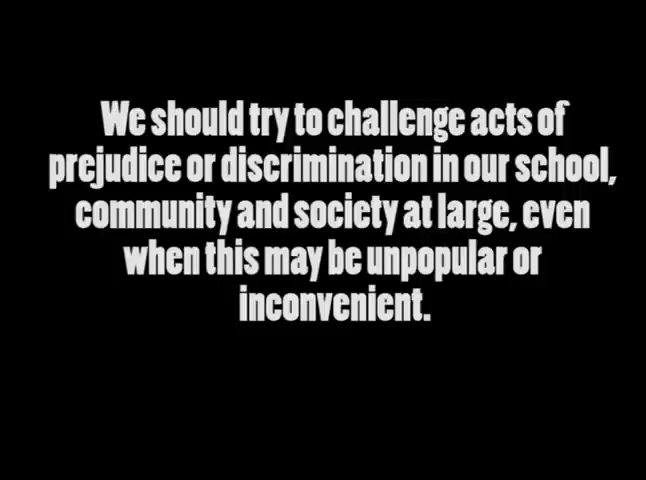 We should try to challenge acts of
prejudice or discrimination in our school,
community and society at large, even
when this may be unpopular or
inconvenient.